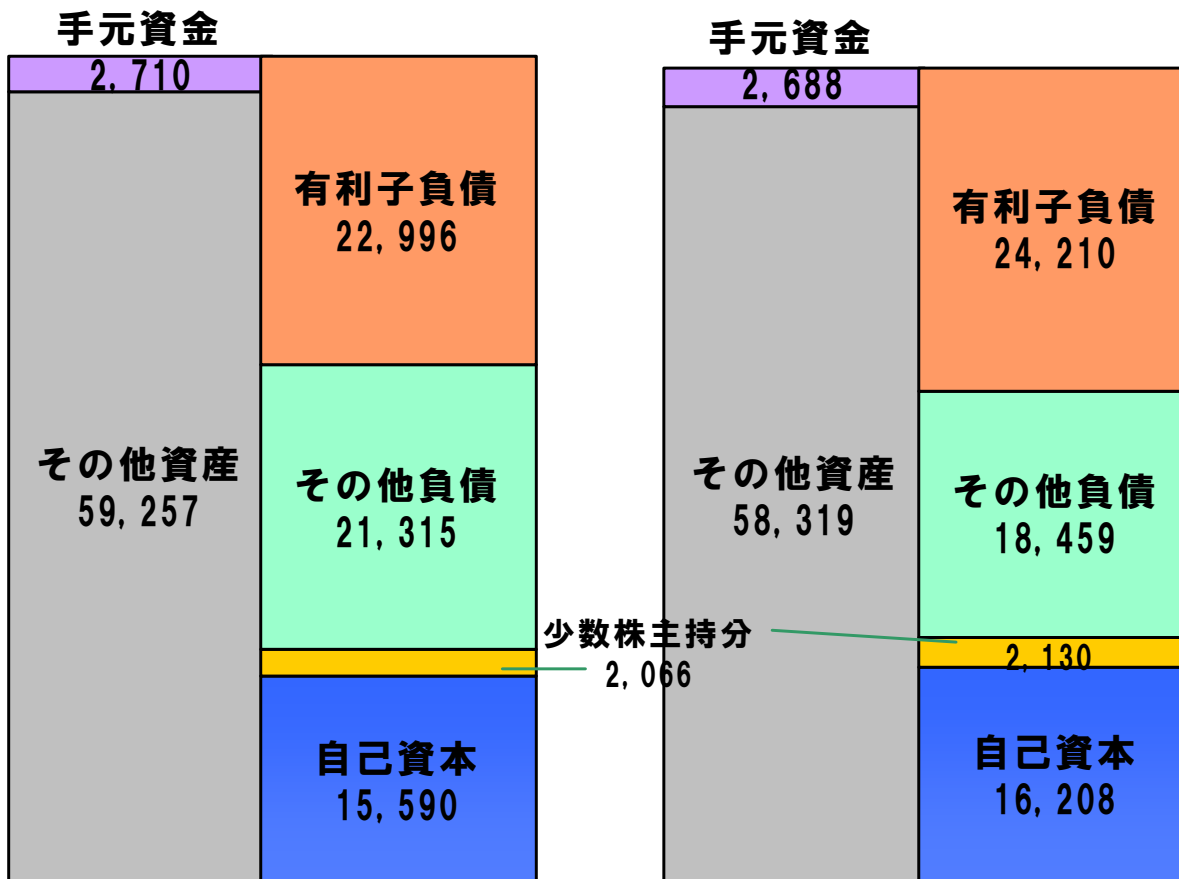 手元資金
2,710
有利子負債
22,996
その他資産
59,257
その他負債
21,315
少数株主持分
2,066
自己資本
15,590
手元資金
2,688
有利子負債
24,210
その他資産
58,319
その他負債
18,459
2,130
自己資本
16,208